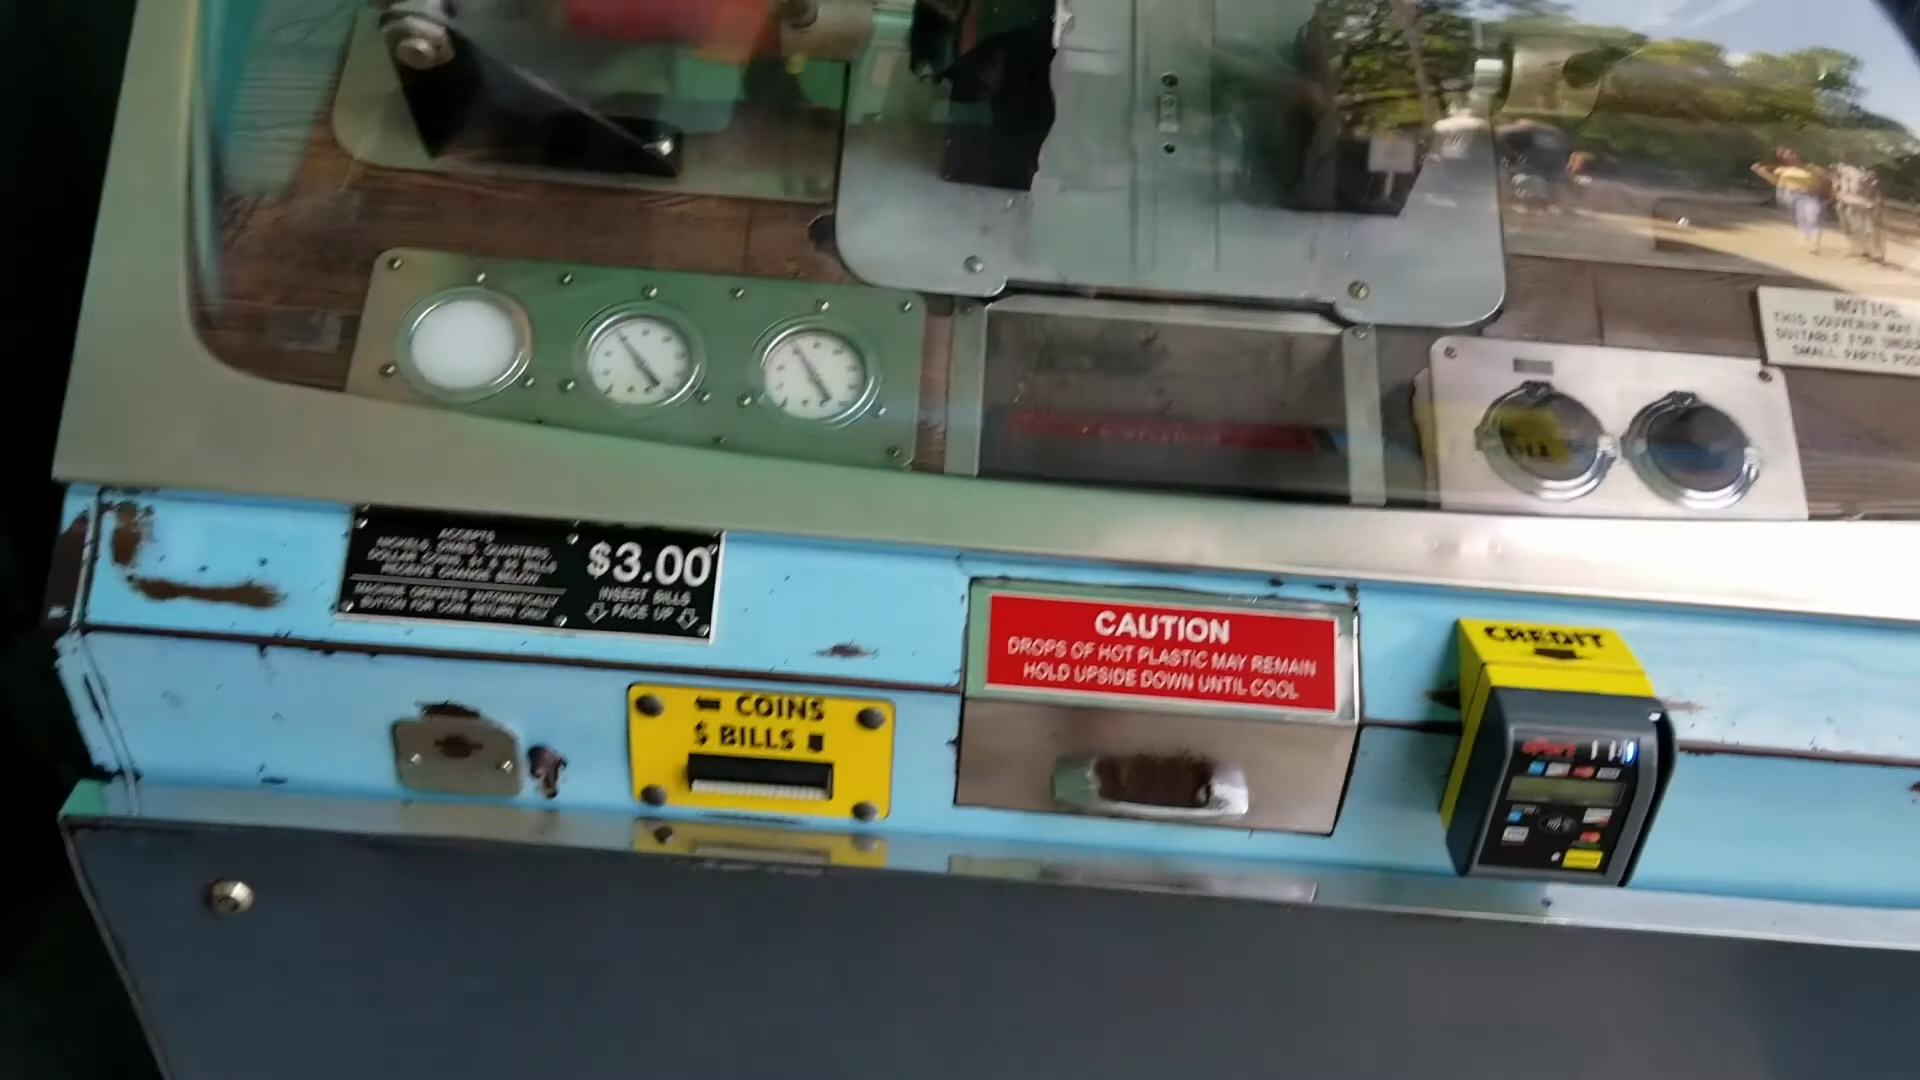 NOTICE
THIS SOUVENIR MAY
SUITABLE FOR UNDER
SMALL PARTS
ACCEPTS
NICKELS, DIMES, QUARTERS,
DOLLAR COINS, $1 & $5 BILLS
RECEIVE CHANGE BELOW
MACHINE OPERATES AUTOMATICALLY
BUTTON FOR COIN RETURN ONLY
$3.00
INSERT BILLS
FACE UP
CAUTION
DROPS OF HOT PLASTIC MAY REMAIN
HOLD UPSIDE DOWN UNTIL COOL
CREDIT
COINS
$ BILLS